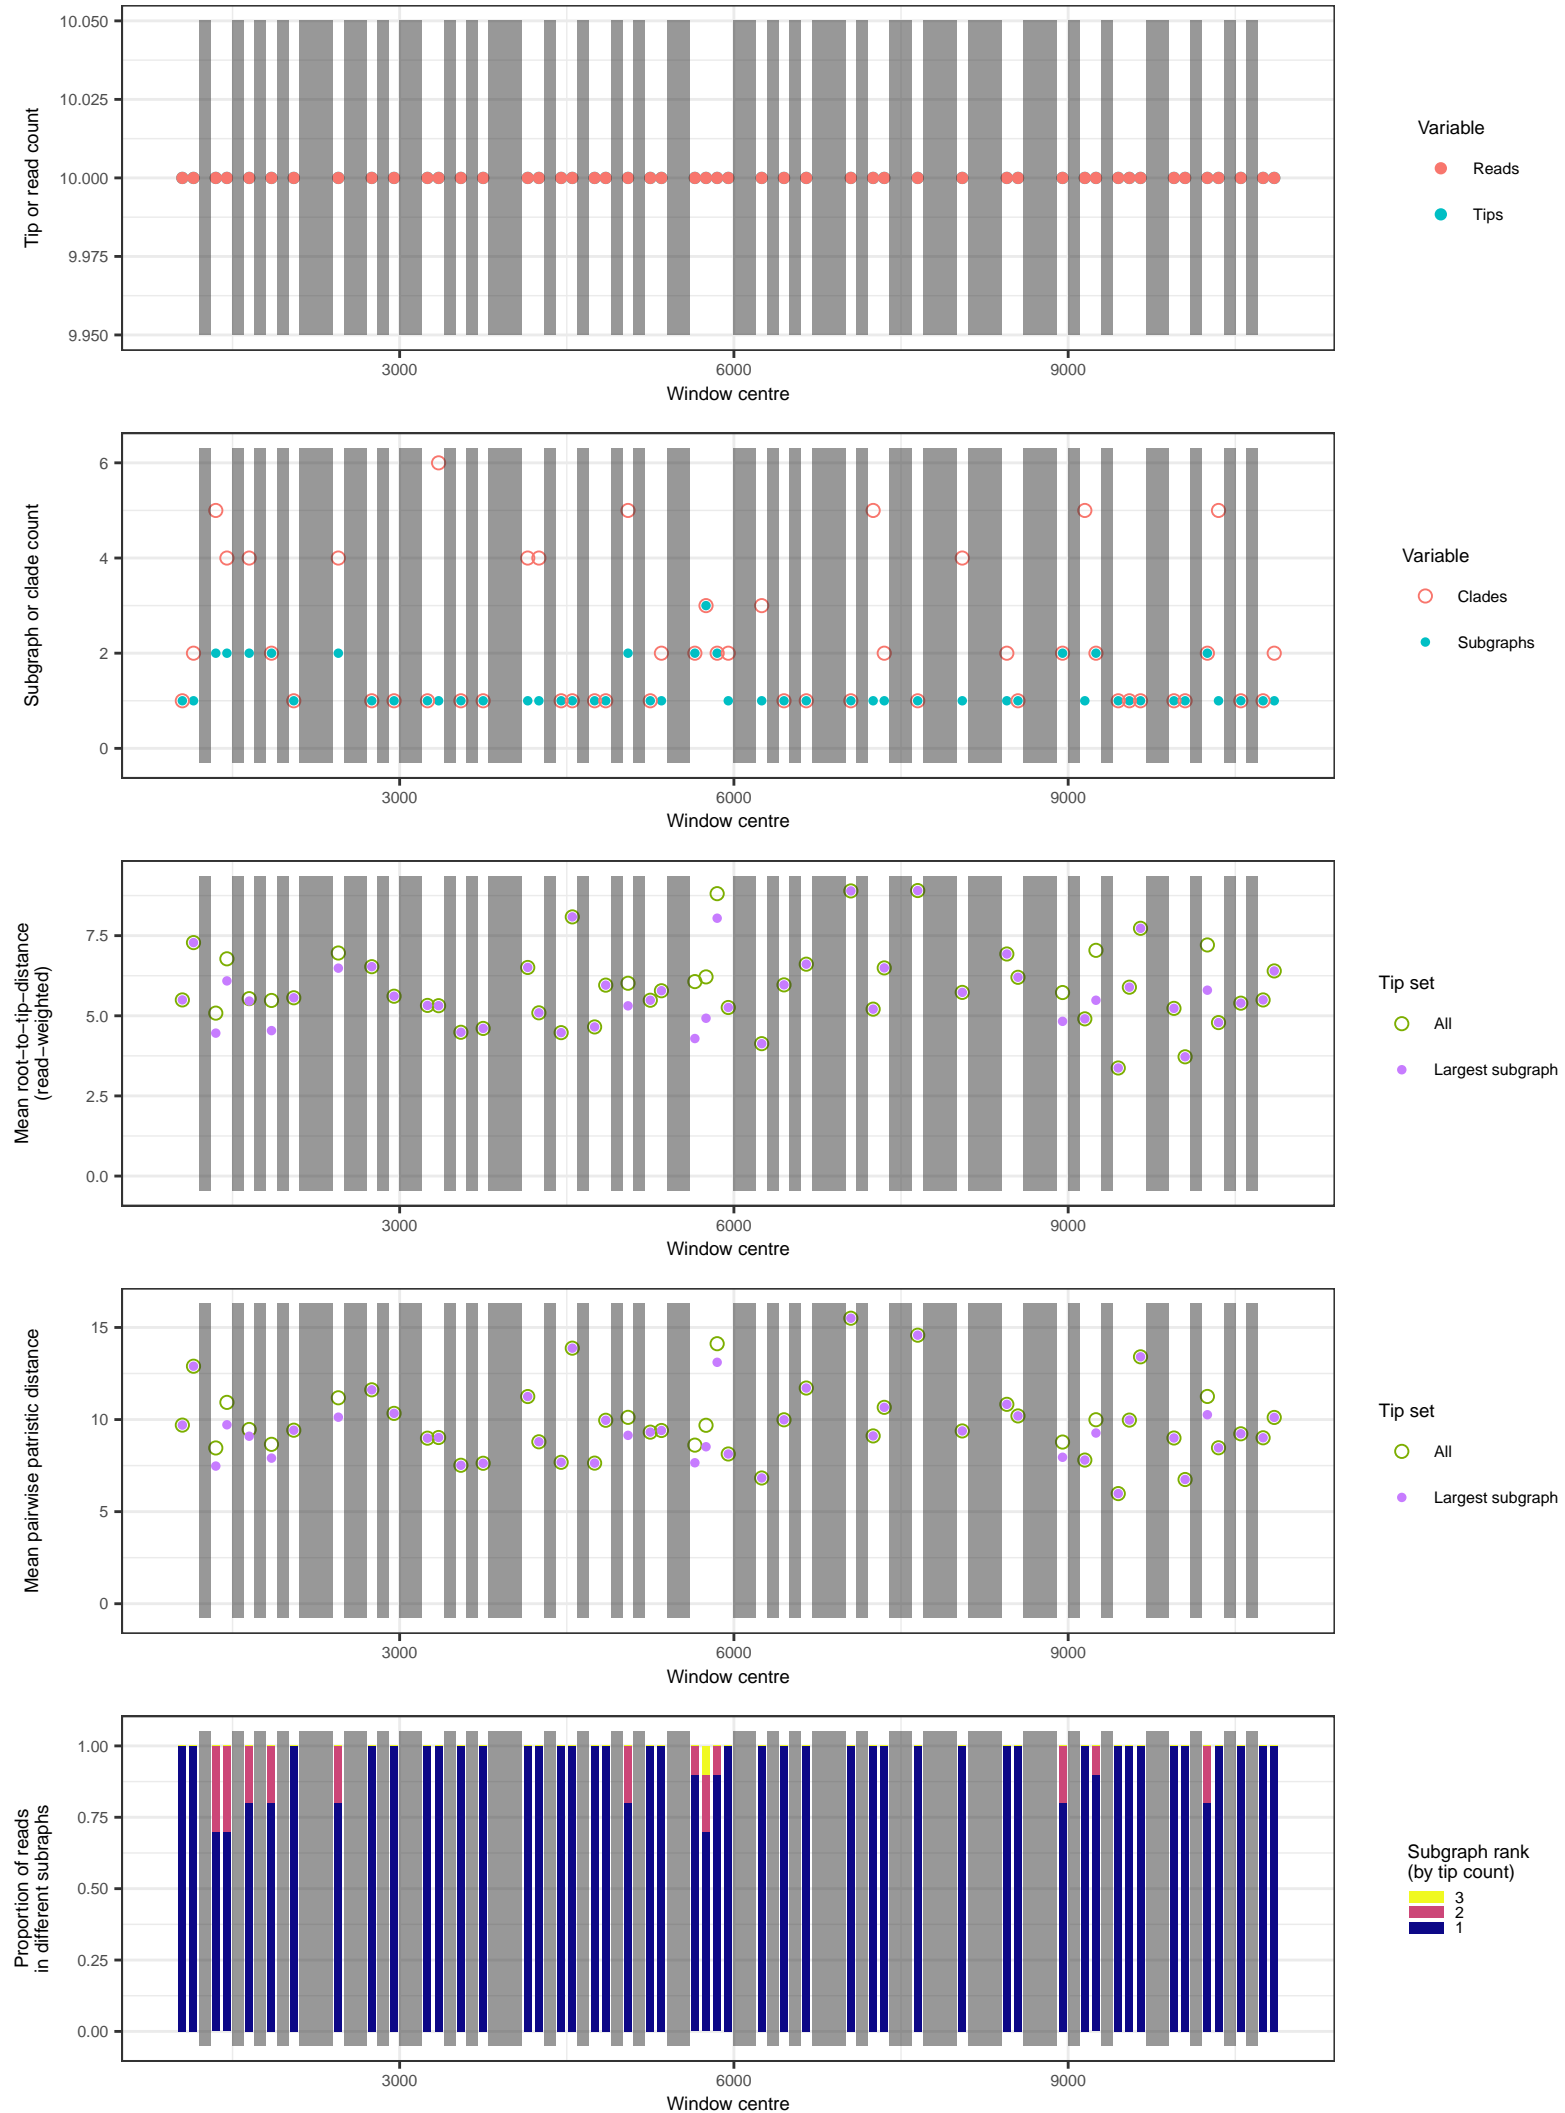 10.050
10.025
10.000
9.975
9.950
Tip or read count
3000
6000
9000
Window centre
Variable
Reads
Tips
6
4
2
0
Subgraph or clade count
3000
6000
9000
Window centre
Variable
Clades
Subgraphs
7.5
5.0
2.5
0.0
Mean root−to−tip−distance
(read−weighted)
3000
6000
9000
Window centre
Tip set
All
Largest subgraph
15
10
5
0
Mean pairwise patristic distance
3000
6000
9000
Window centre
Tip set
All
Largest subgraph
1.00
0.75
0.50
0.25
0.00
Proportion of reads
in different subraphs
3000
6000
9000
Window centre
Subgraph rank
(by tip count)
3
2
1